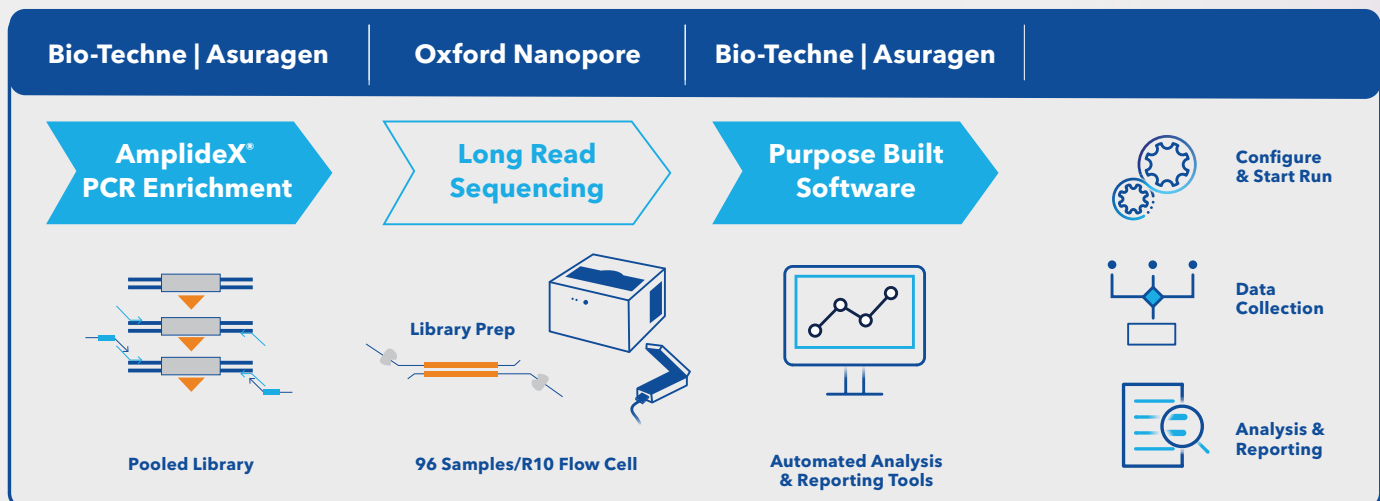 Bio-Techne | Asuragen
Oxford Nanopore
Bio-Techne | Asuragen
AmplideX®
PCR Enrichment
Long Read
Sequencing
Purpose Built
Software
Configure
& Start Run
Library Prep
Data
Collection
Pooled Library
96 Samples/R10 Flow Cell
Automated Analysis
& Reporting Tools
Analysis &
Reporting